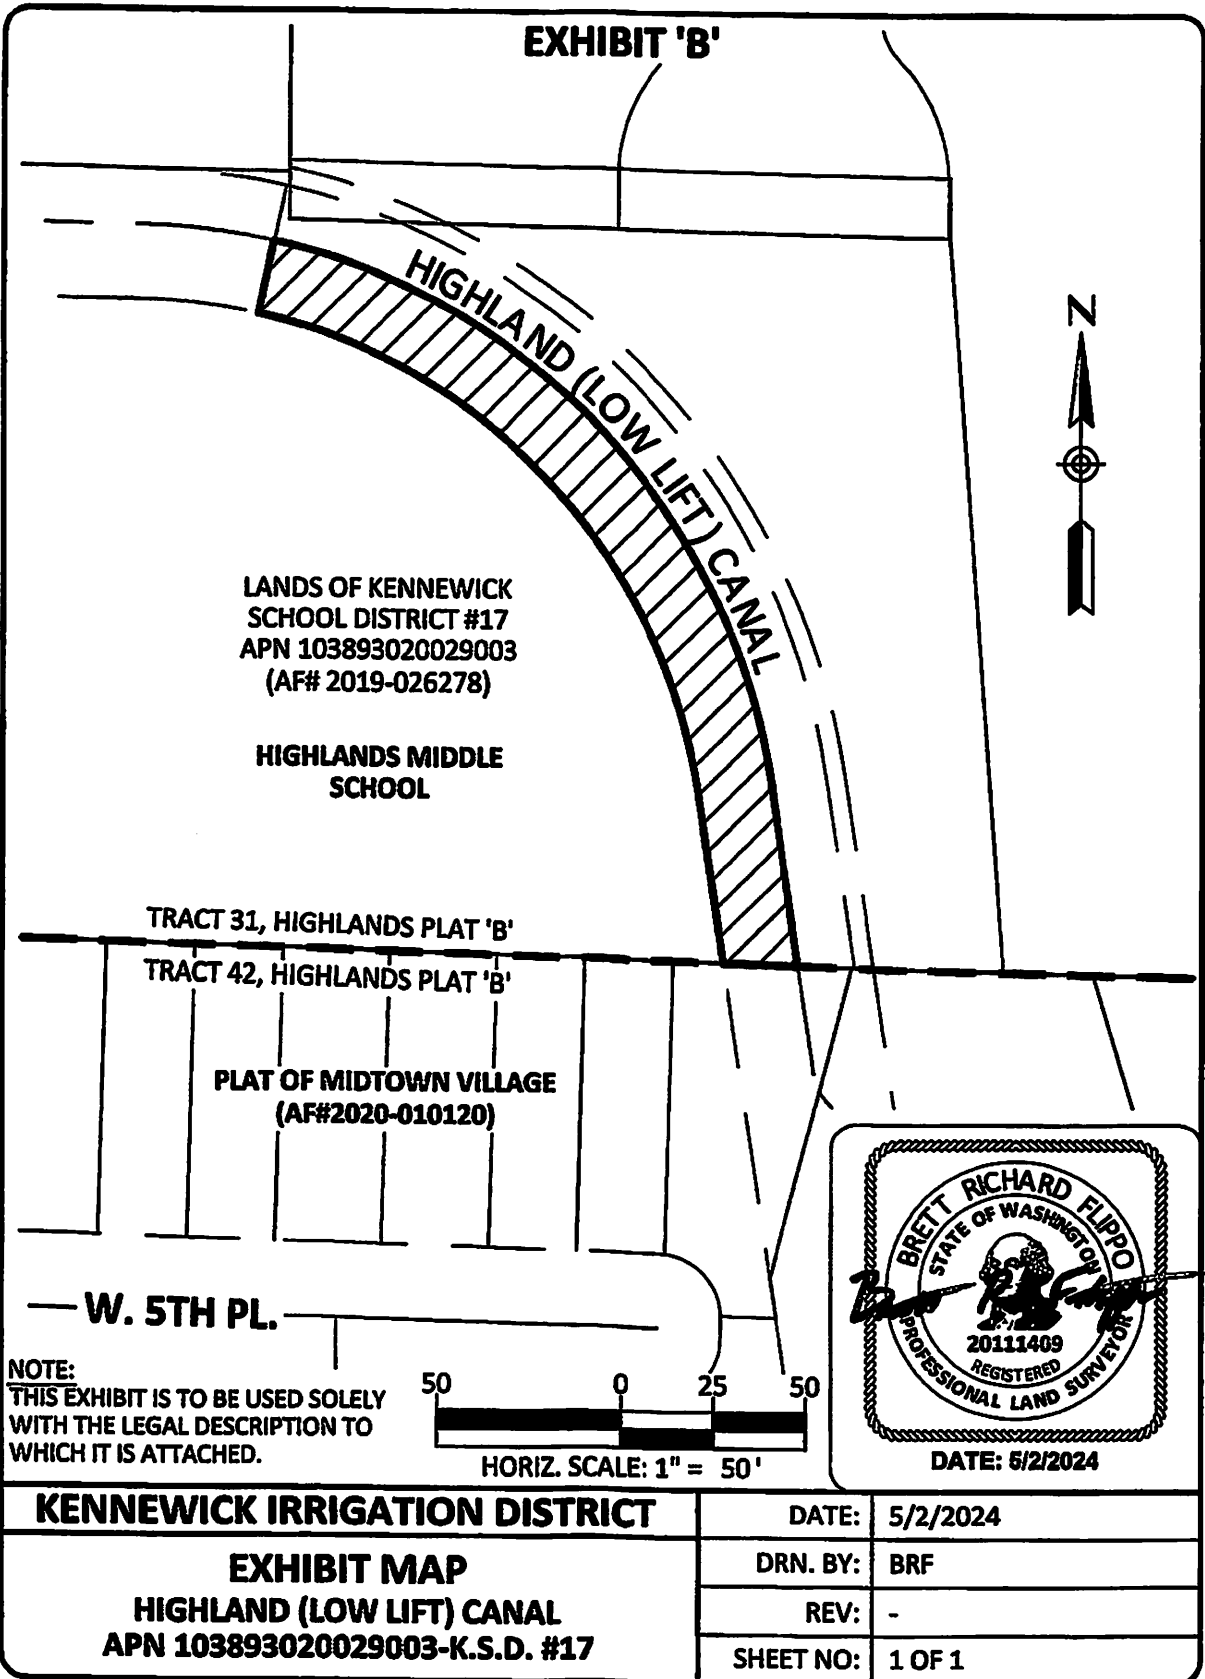 EXHIBIT 'B'
HIGHLAND (LOW LIFT) CANAL
N
LANDS OF KENNEWICK
SCHOOL DISTRICT #17
APN 103893020029003
(AF# 2019-026278)
HIGHLANDS MIDDLE
SCHOOL
TRACT 31, HIGHLANDS PLAT 'B'
TRACT 42, HIGHLANDS PLAT 'B'
PLAT OF MIDTOWN VILLAGE
(AF#2020-010120)
W. 5TH PL.
BRETT RICHARD FLIPPO
STATE OF WASHINGTON
20111409
REGISTERED
PROFESSIONAL LAND SURVEYOR
DATE: 5/2/2024
NOTE:
THIS EXHIBIT IS TO BE USED SOLELY
WITH THE LEGAL DESCRIPTION TO
WHICH IT IS ATTACHED.
50 0 25 50
HORIZ. SCALE: 1" = 50'
KENNEWICK IRRIGATION DISTRICT
EXHIBIT MAP
HIGHLAND (LOW LIFT) CANAL
APN 103893020029003-K.S.D. #17
DATE: 5/2/2024
DRN. BY: BRF
REV: -
SHEET NO: 1 OF 1